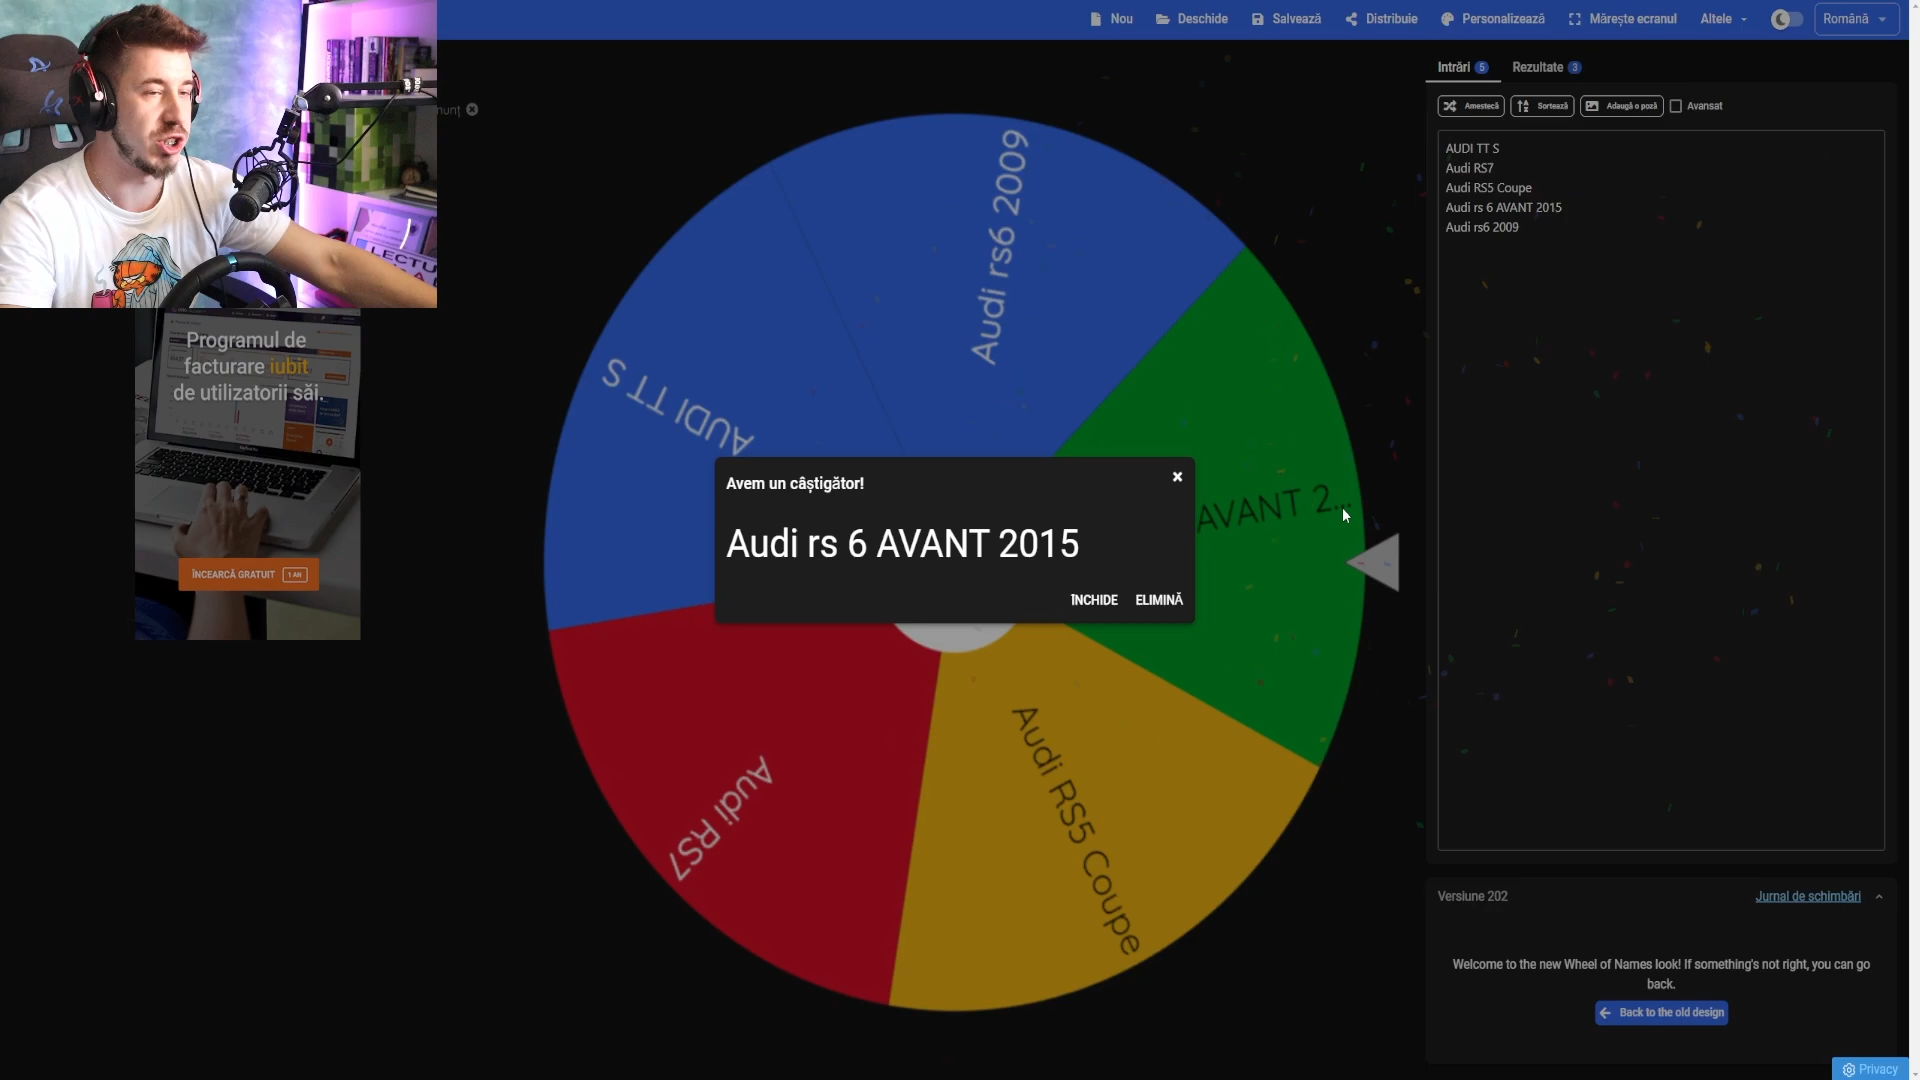 Nou
Deschide
Salvează
Distribuie
Personalizează
Mărește ecranul
Altele
Română
Intrări 5
Rezultate 3
Amestecă
Sortează
Adaugă o poză
Avansat
AUDI TT S
Audi RS7
Audi RS5 Coupe
Audi rs 6 AVANT 2015
Audi rs6 2009
Programul de
facturare iubit
de utilizatorii săi.
ÎNCEARCĂ GRATUIT 1 AN
Audi rs6 2009
AUDI TT S
AVANT 2...
Audi RS7
Audi RS5 Coupe
Avem un câștigător!
Audi rs 6 AVANT 2015
ÎNCHIDE
ELIMINĂ
Versiune 202
Jurnal de schimbări
Welcome to the new Wheel of Names look! If something's not right, you can go
back.
Back to the old design
Privacy